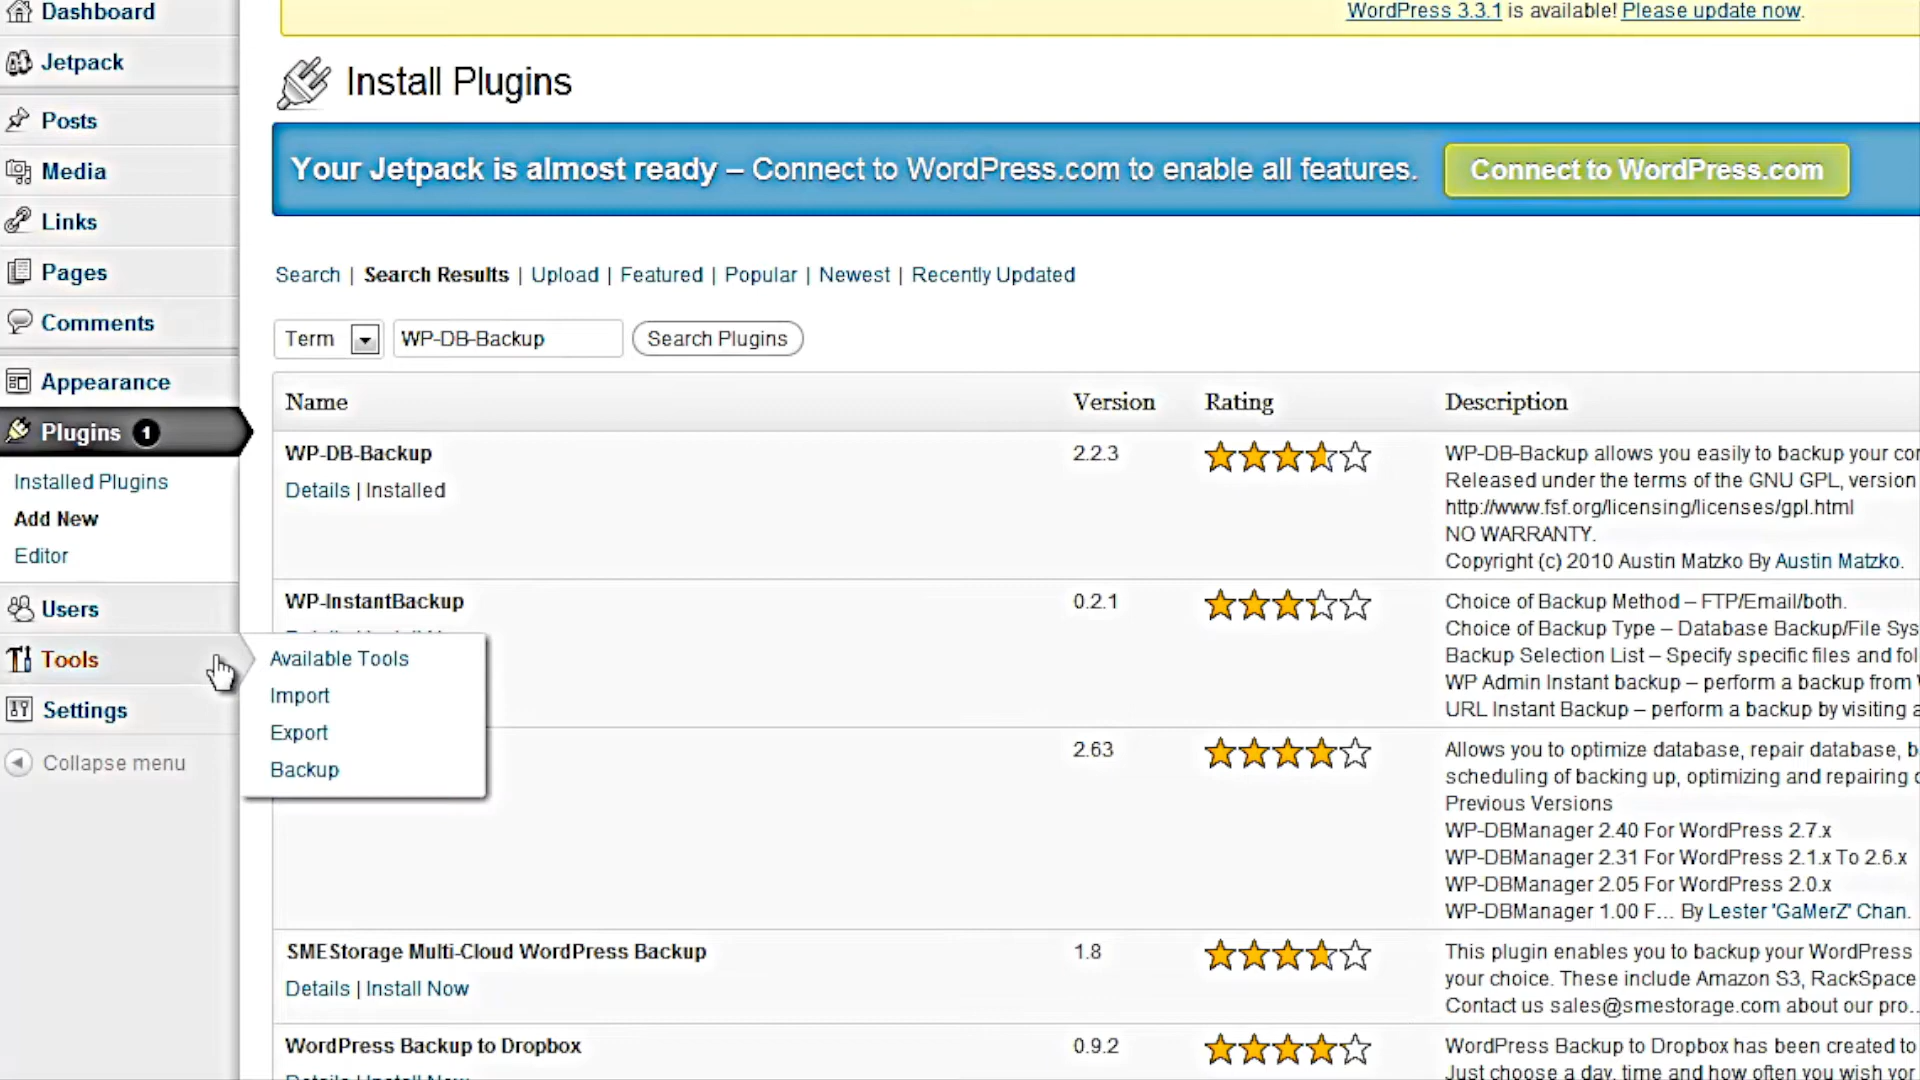 Dashboard
WordPress 3.3.1 is available! Please update now.
Jetpack
Install Plugins
Posts
Your Jetpack is almost ready – Connect to WordPress.com to enable all features.
Connect to WordPress.com
Media
Links
Pages
Search | Search Results | Upload | Featured | Popular | Newest | Recently Updated
Comments
Term
WP-DB-Backup
Search Plugins
Appearance
Plugins 1
Installed Plugins
Add New
Editor
Users
Tools
Settings
Collapse menu
Available Tools
Import
Export
Backup
Name Version Rating Description
WP-DB-Backup
Details | Installed
2.2.3
WP-DB-Backup allows you easily to backup your
Released under the terms of the GNU GPL, version
http://www.fsf.org/licensing/licenses/gpl.html
NO WARRANTY.
Copyright (c) 2010 Austin Matzko By Austin Matzko.
WP-InstantBackup
0.2.1
Choice of Backup Method – FTP/Email/both.
Choice of Backup Type – Database Backup/File Sys
Backup Selection List – Specify specific files and fol
WP Admin Instant backup – perform a backup from
URL Instant Backup – perform a backup by visiting a
2.63
Allows you to optimize database, repair database, b
scheduling of backing up, optimizing and repairing
Previous Versions
WP-DBManager 2.40 For WordPress 2.7.x
WP-DBManager 2.31 For WordPress 2.1.x To 2.6.x
WP-DBManager 2.05 For WordPress 2.0.x
WP-DBManager 1.00 F... By Lester 'GaMerZ' Chan.
SMEStorage Multi-Cloud WordPress Backup
Details | Install Now
1.8
This plugin enables you to backup your WordPress
your choice. These include Amazon S3, RackSpace
Contact us sales@smestorage.com about our pro...
WordPress Backup to Dropbox
0.9.2
WordPress Backup to Dropbox has been created to
Just choose a day, time and how often you wish